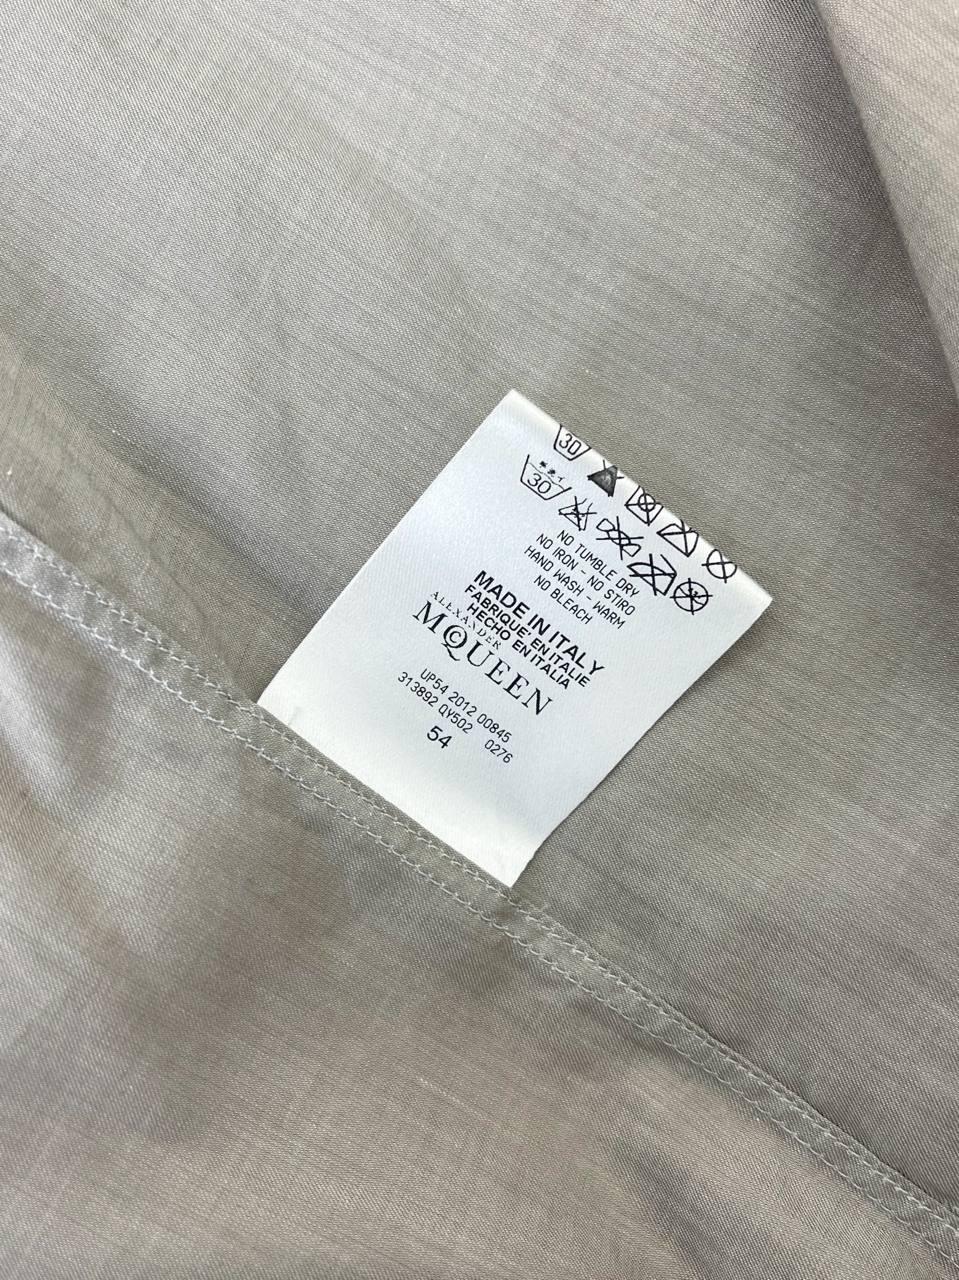 30
30
NO TUMBLE DRY
NO IRON - NO STIRO
HAND WASH - WARM
NO BLEACH
MADE IN ITALY
FABRIQUE' EN ITALIE
HECHO EN ITALIA
ALEXANDER
MCQUEEN
UP54 2012 00845
313892 QY502 0276
54